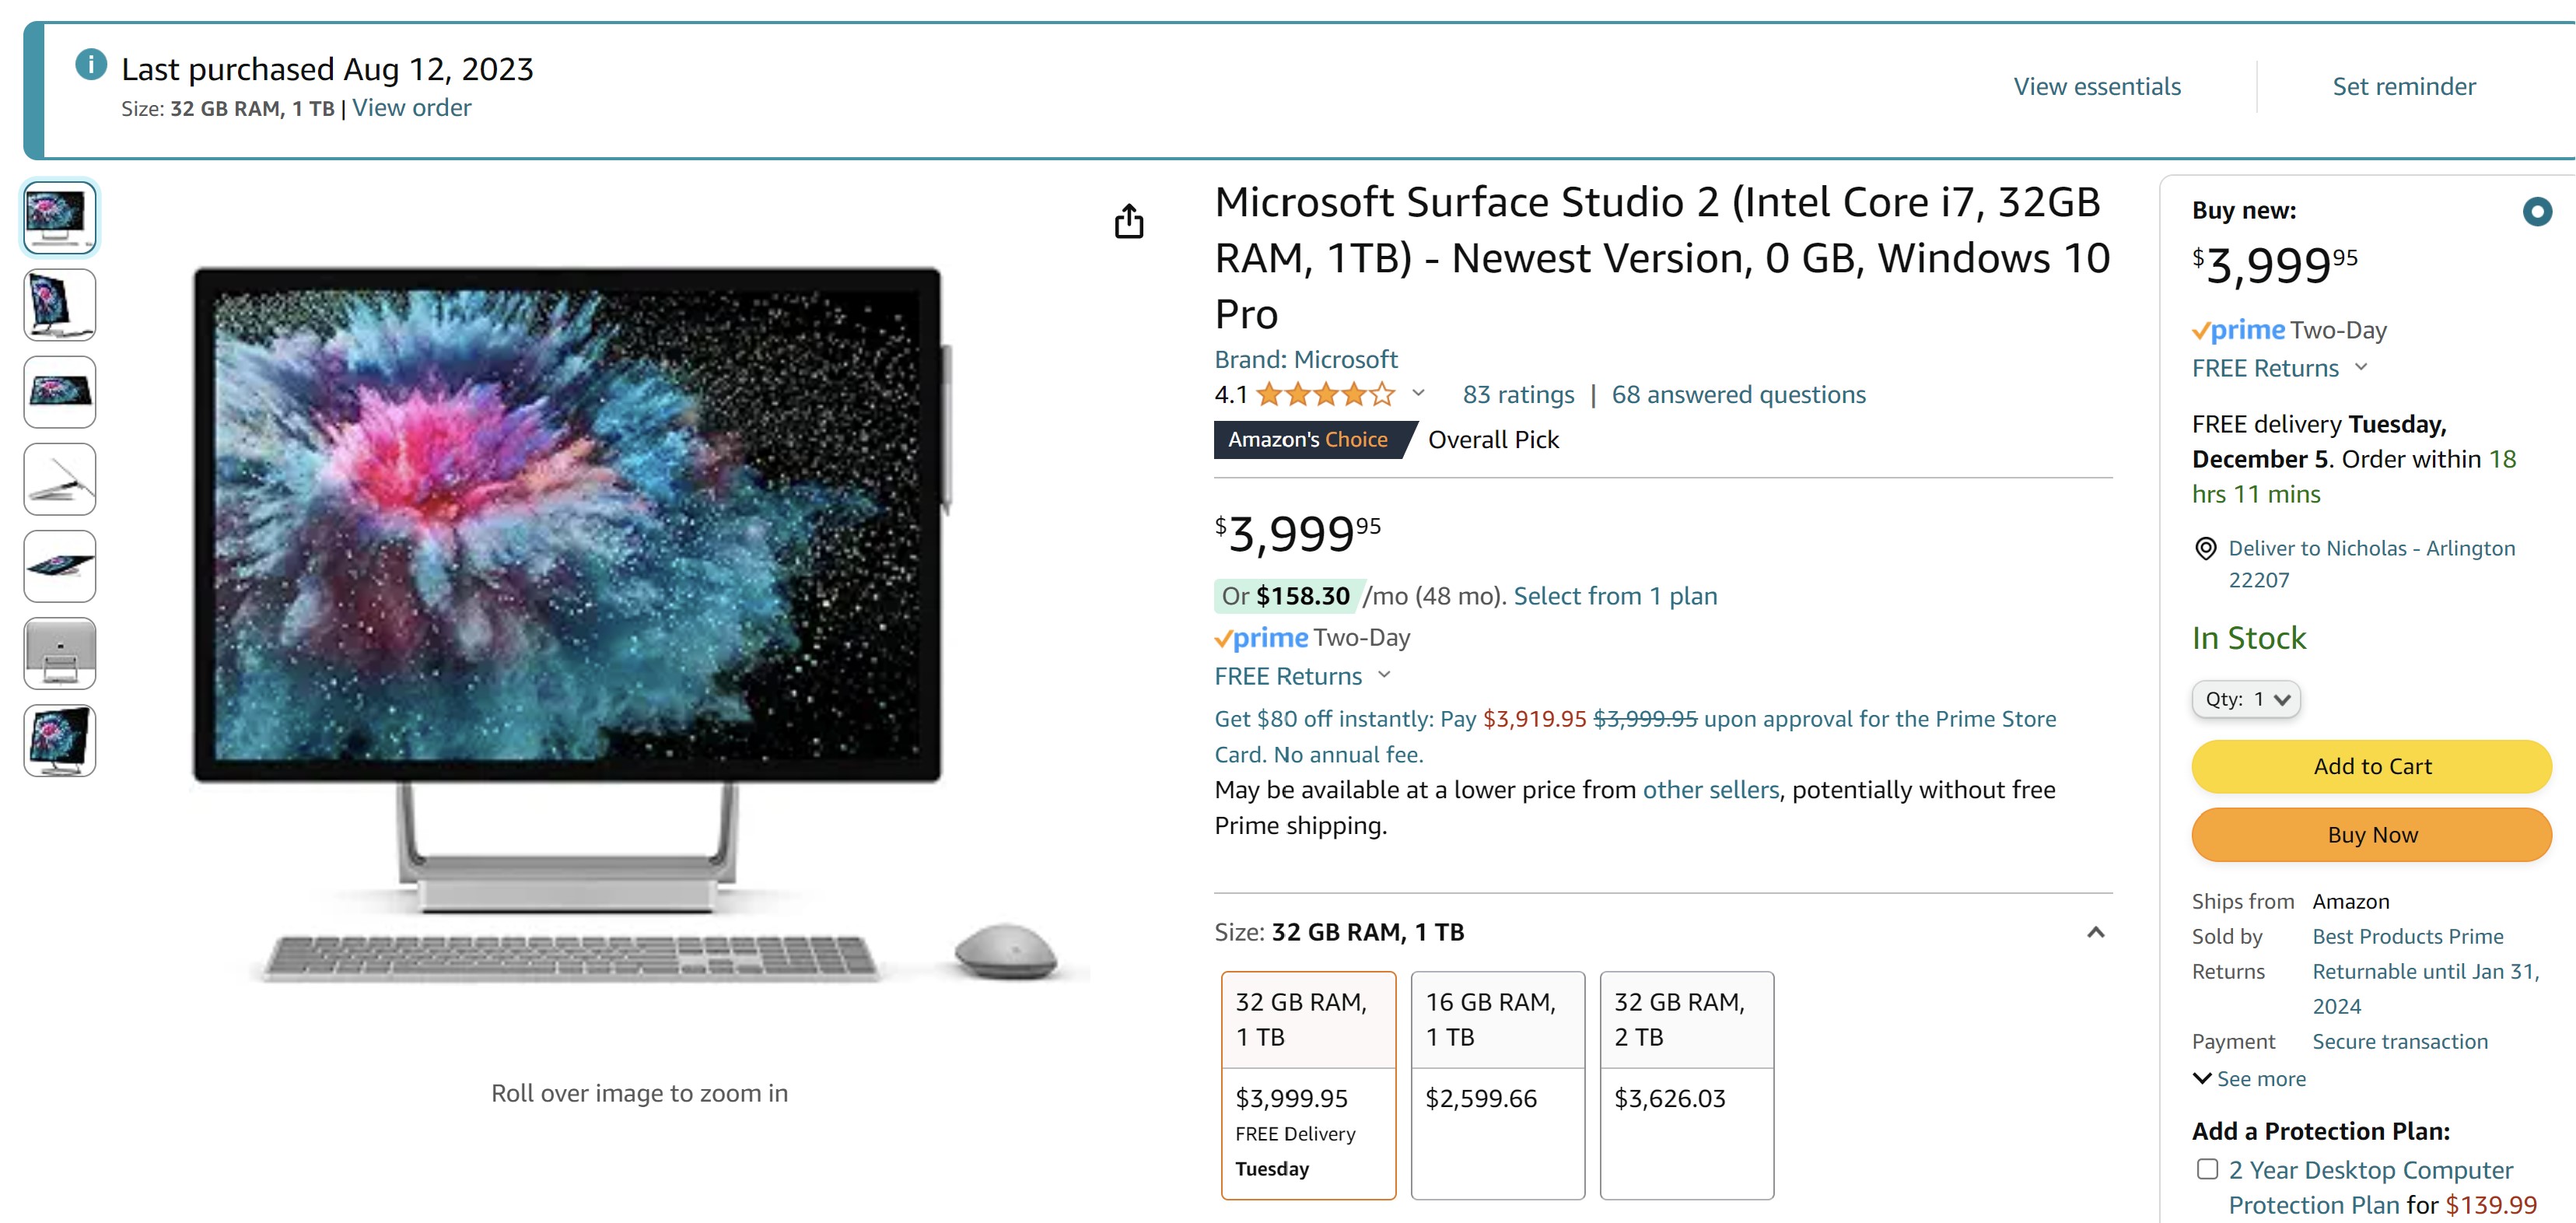 Last purchased Aug 12, 2023
Size: 32 GB RAM, 1 TB | View order
View essentials
Set reminder
Microsoft Surface Studio 2 (Intel Core i7, 32GB
RAM, 1TB) - Newest Version, 0 GB, Windows 10
Pro
Brand: Microsoft
4.1
83 ratings | 68 answered questions
Amazon's Choice Overall Pick
$3,999 95
Or $158.30 /mo (48 mo). Select from 1 plan
prime Two-Day
FREE Returns
Get $80 off instantly: Pay $3,919.95 $3,999.95 upon approval for the Prime Store
Card. No annual fee.
May be available at a lower price from other sellers, potentially without free
Prime shipping.
Size: 32 GB RAM, 1 TB
32 GB RAM,
1 TB
$3,999.95
FREE Delivery
Tuesday
16 GB RAM,
1 TB
$2,599.66
32 GB RAM,
2 TB
$3,626.03
Roll over image to zoom in
Buy new:
$3,999 95
prime Two-Day
FREE Returns
FREE delivery Tuesday,
December 5. Order within 18
hrs 11 mins
Deliver to Nicholas - Arlington
22207
In Stock
Qty: 1
Add to Cart
Buy Now
Ships from Amazon
Sold by Best Products Prime
Returns Returnable until Jan 31,
2024
Payment Secure transaction
See more
Add a Protection Plan:
2 Year Desktop Computer
Protection Plan for $139.99